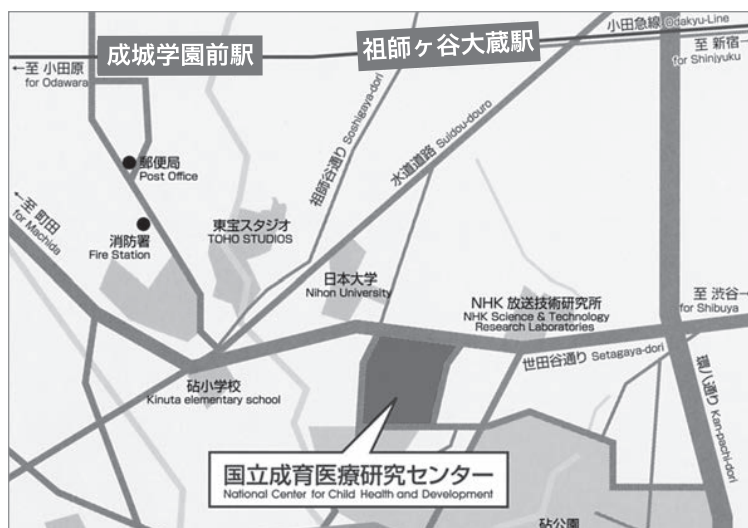 小田急線 Odakyu-Line
成城学園前駅
祖師ヶ谷大蔵駅
至 新宿→
for Shinjyuku
←至 小田原
for Odawara
祖師谷通り Soshigaya-dori
水道道路 Suidou-douro
郵便局
Post Office
←至 町田
for Machida
消防署
Fire Station
東宝スタジオ
TOHO STUDIOS
日本大学
Nihon University
NHK 放送技術研究所
NHK Science & Technology
Research Laboratories
至 渋谷→
for Shibuya
世田谷通り Setagaya-dori
環八通り Kan-pachi-dori
砧小学校
Kinuta elementary school
国立成育医療研究センター
National Center for Child Health and Development
砧公園